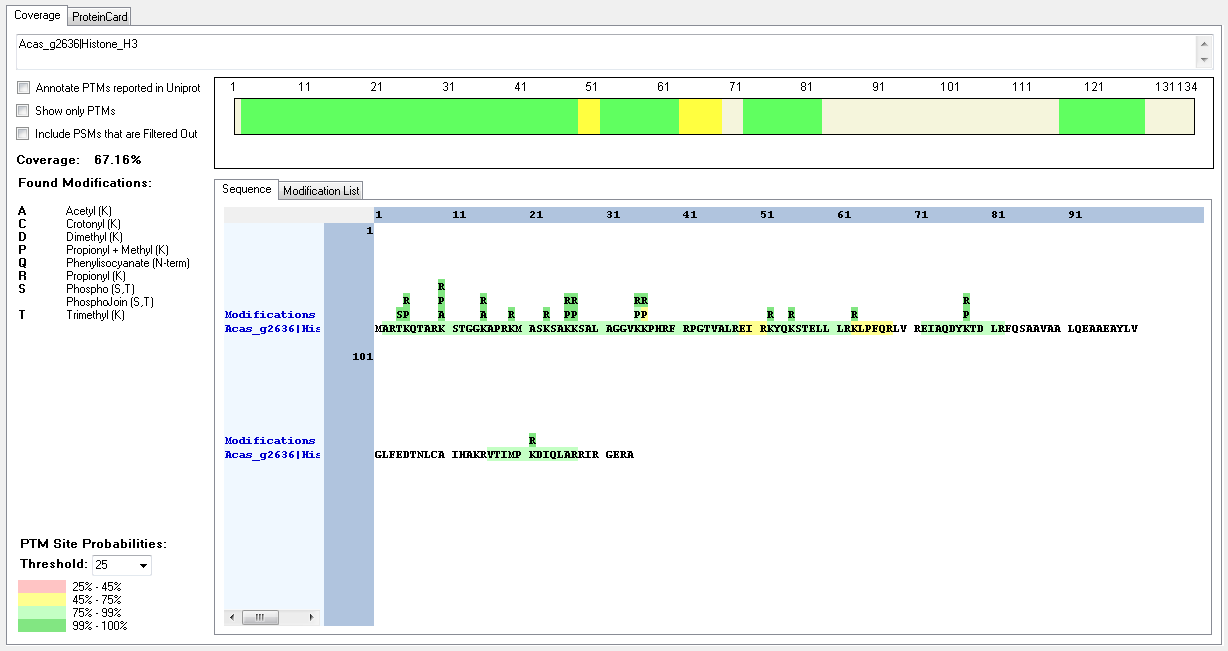 Coverage ProteinCard
Acas_g2636|Histone_H3
Annotate PTMs reported in Uniprot
Show only PTMs
Include PSMs that are Filtered Out
Coverage: 67.16%
Found Modifications:
A Acetyl (K)
C Crotonyl (K)
D Dimethyl (K)
P Propionyl + Methyl (K)
Q Phenylisocyanate (N-term)
R Propionyl (K)
S Phospho (S,T)
PhosphoJoin (S,T)
T Trimethyl (K)
PTM Site Probabilities:
Threshold: 25
25% - 45%
45% - 75%
75% - 99%
99% - 100%
1 11 21 31 41 51 61 71 81 91 101 111 121 131 134
Sequence Modification List
1 11 21 31 41 51 61 71 81 91
1
R
R P R RR RR R
Modifications SP A A R R PP PP R R R P
Acas_g2636|His MARTKQTARK STGGKAPRKM ASKSAKKSAL AGGVKKPHRF RPGTVALREI RKYQKSTELL LRKLPFQRLV REIAQDYKTD LRFQSAAVAA LQEAAEAYLV
101
Modifications R
Acas_g2636|His GLFEDTNLCA IHAKRVTIMP KDIQLARRIR GERA